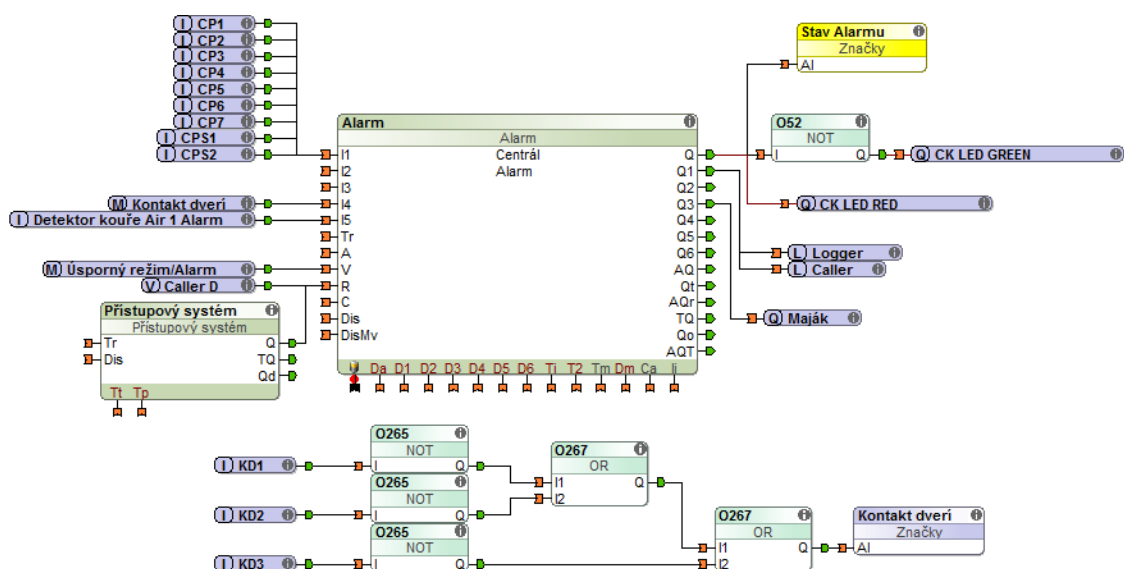 I CP1
I CP2
I CP3
I CP4
I CP5
I CP6
I CP7
I CPS1
I CPS2
M Kontakt dverí
I Detektor kouře Air 1 Alarm
M Úsporný režim/Alarm
V Caller D
Přístupový systém
Přístupový systém
Tr Q
Dis TQ
Qd
Tt Tp
Alarm
Alarm
I1 Centrál Q
I2 Alarm Q1
I3 Q2
I4 Q3
I5 Q4
Tr Q5
A Q6
V AQ
R Qt
C AQr
Dis TQ
DisMv Qo
AQT
Da D1 D2 D3 D4 D5 D6 Ti T2 Tm Dm Ca Ii
Stav Alarmu
Značky
AI
O52
NOT
I Q
Q CK LED GREEN
Q CK LED RED
L Logger
L Caller
Q Maják
I KD1
O265
NOT
I Q
I KD2
O265
NOT
I Q
I KD3
O265
NOT
I Q
O267
OR
I1 Q
I2
O267
OR
I1 Q
I2
Kontakt dverí
Značky
AI